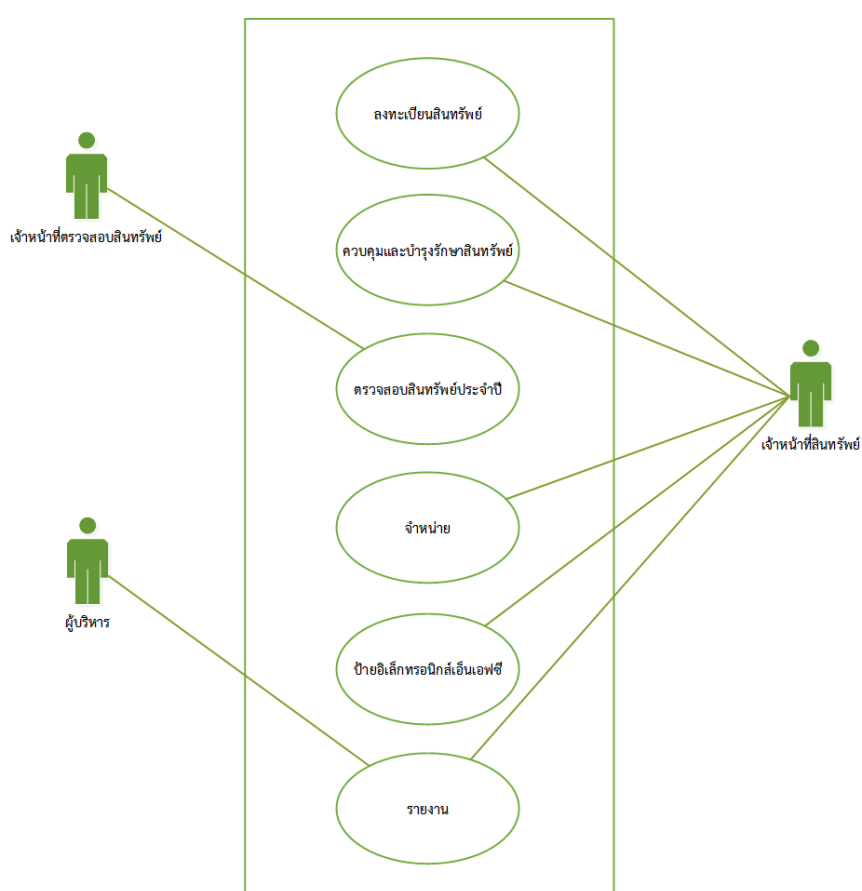 ลงทะเบียนสินทรัพย์
เจ้าหน้าที่ตรวจสอบสินทรัพย์
ควบคุมและบำรุงรักษาสินทรัพย์
ตรวจสอบสินทรัพย์ประจำปี
เจ้าหน้าที่สินทรัพย์
จำหน่าย
ผู้บริหาร
ป้ายอิเล็กทรอนิกส์เอ็นเอฟซี
รายงาน